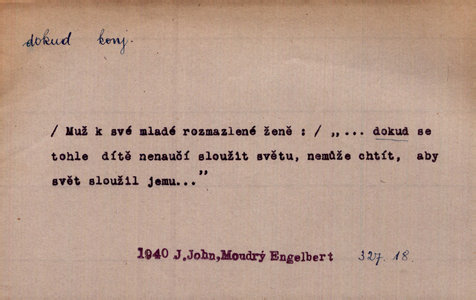 dokud konj.
/ Muž k své mladé rozmazlené ženě : / „... dokud se
tohle dítě nenaučí sloužit světu, nemůže chtít, aby
svět sloužil jemu...”
1940 J.John,Moudrý Engelbert 327. 18.